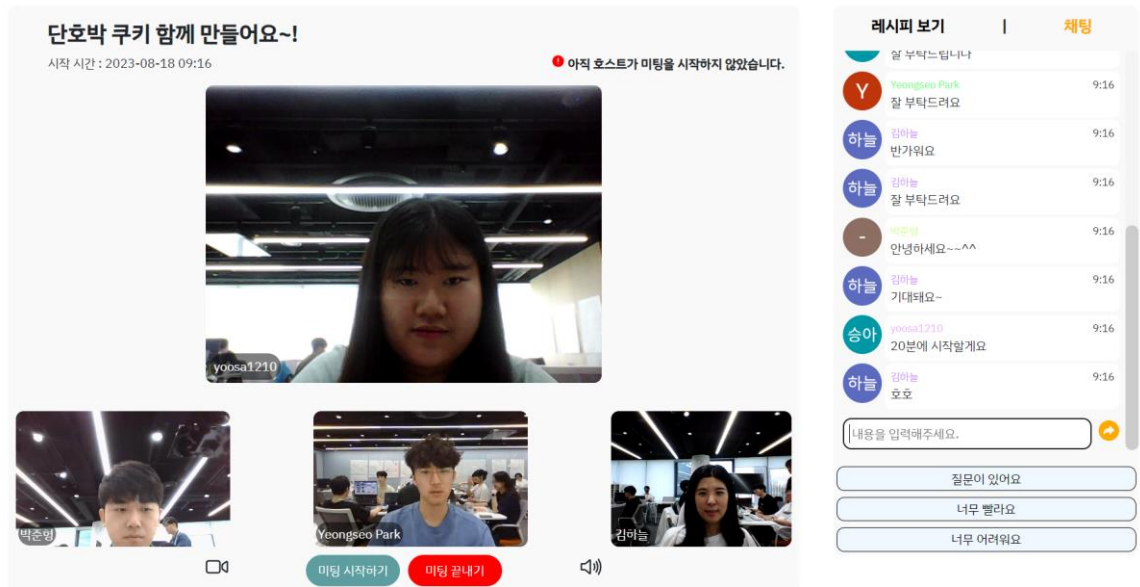 단호박 쿠키 함께 만들어요~!
시작 시간 : 2023-08-18 09:16
! 아직 호스트가 미팅을 시작하지 않았습니다.
yoosa1210
박준형
Yeongseo Park
김하늘
미팅 시작하기
미팅 끝내기
레시피 보기 | 채팅
잘 부탁드립니다
Y
Yeongseo Park 9:16
잘 부탁드려요
하늘
김하늘 9:16
반가워요
하늘
김하늘 9:16
잘 부탁드려요
-
박준형 9:16
안녕하세요~~^^
하늘
김하늘 9:16
기대돼요~
승아
yoosa1210 9:16
20분에 시작할게요
하늘
김하늘 9:16
호호
내용을 입력해주세요.
질문이 있어요
너무 빨라요
너무 어려워요